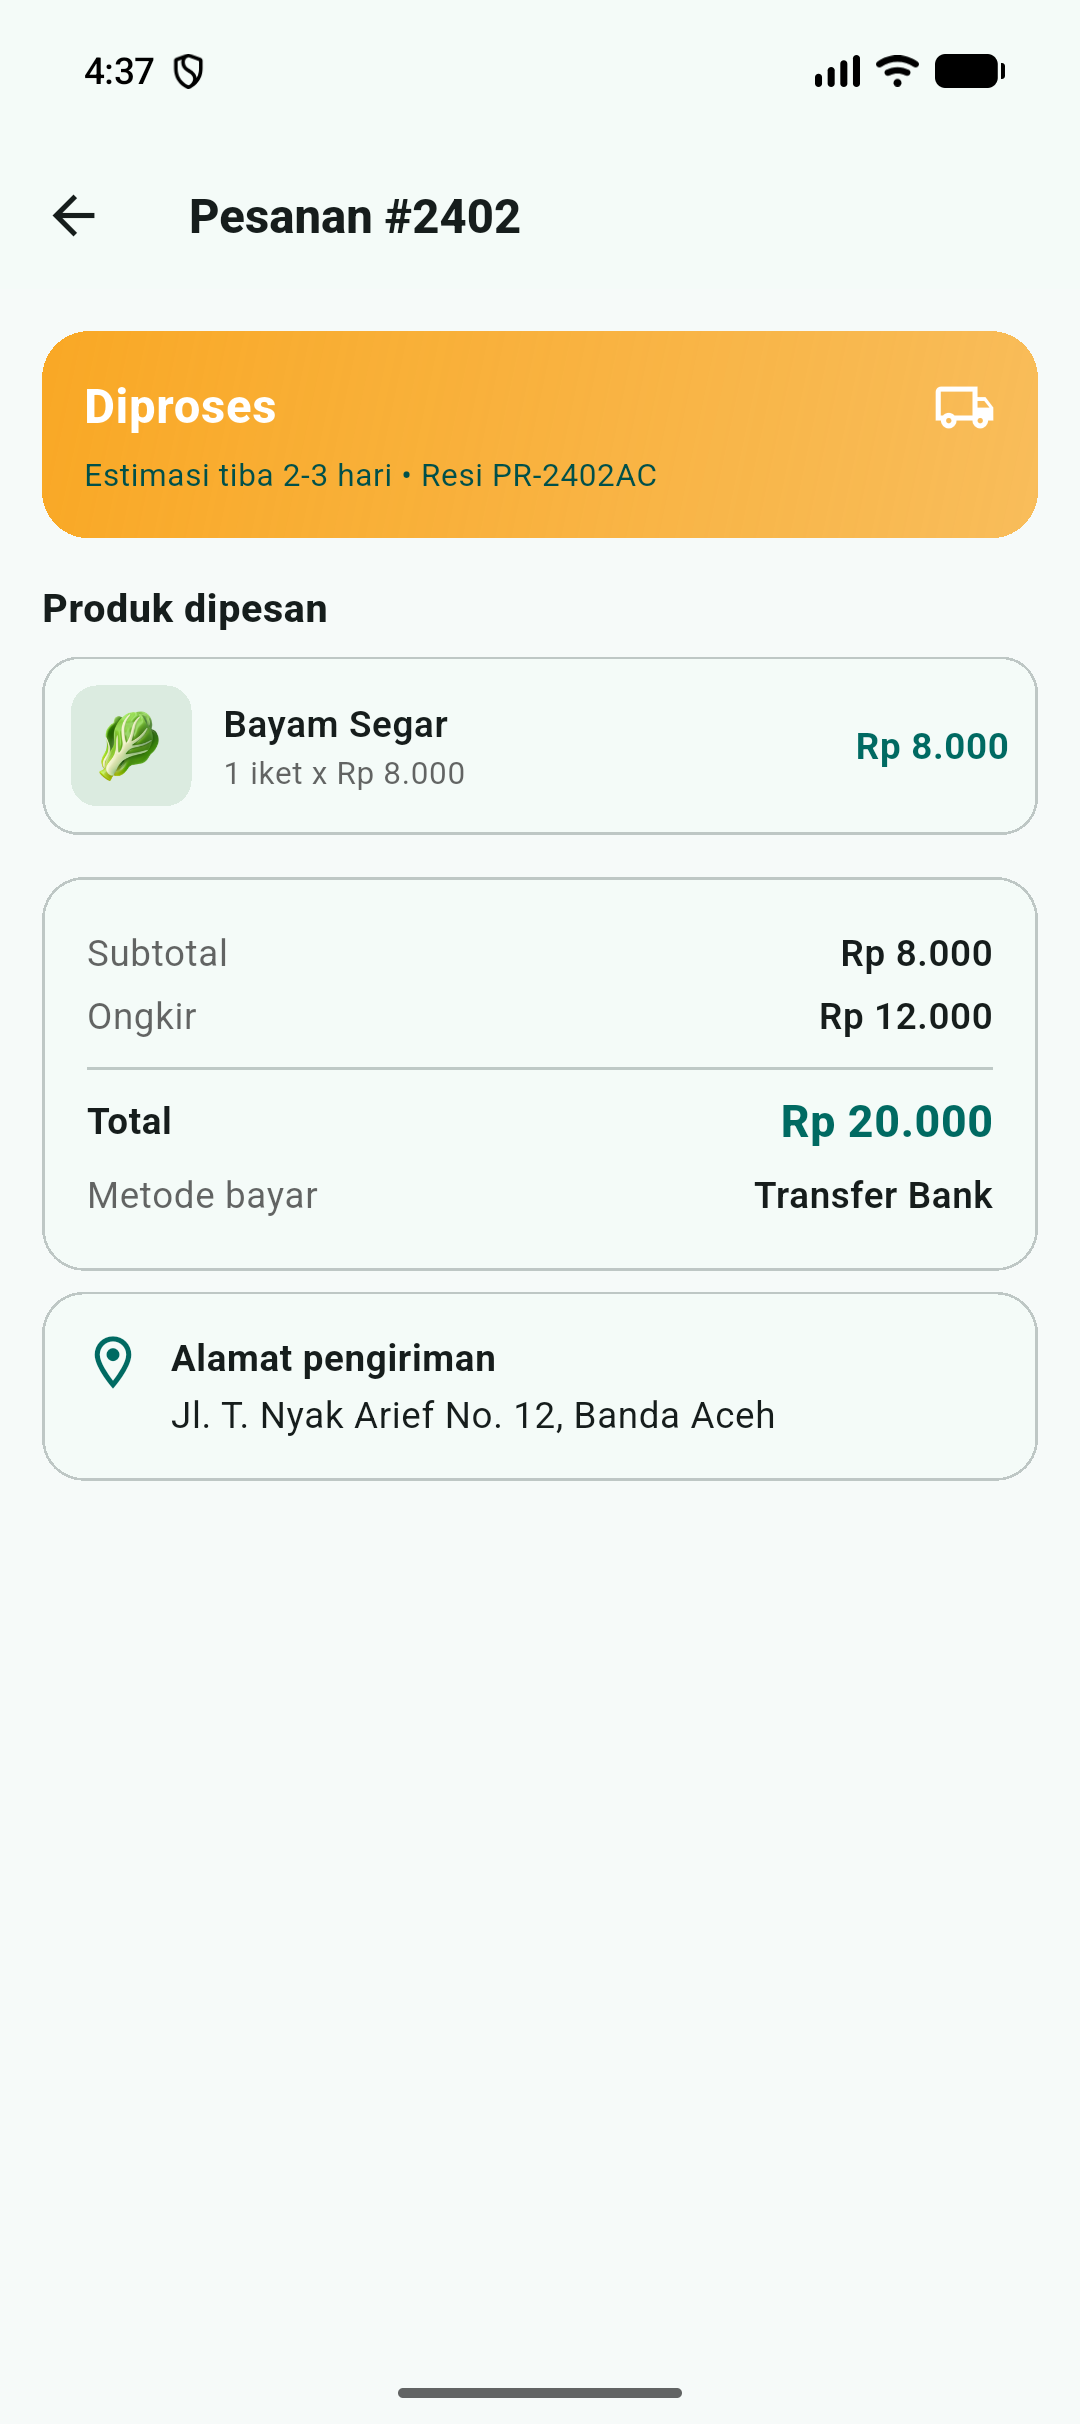 4:37
Pesanan #2402
Diproses
Estimasi tiba 2-3 hari • Resi PR-2402AC
Produk dipesan
Bayam Segar
1 iket x Rp 8.000
Rp 8.000
Subtotal
Rp 8.000
Ongkir
Rp 12.000
Total
Rp 20.000
Metode bayar
Transfer Bank
Alamat pengiriman
Jl. T. Nyak Arief No. 12, Banda Aceh